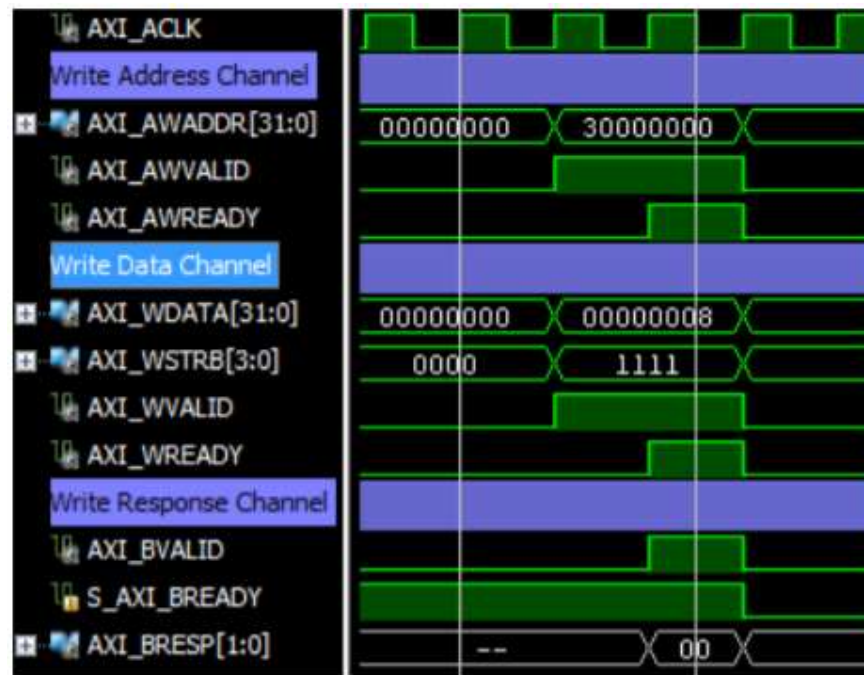 AXI_ACLK
Write Address Channel
AXI_AWADDR[31:0] 00000000 30000000
AXI_AWVALID
AXI_AWREADY
Write Data Channel
AXI_WDATA[31:0] 00000000 00000008
AXI_WSTRB[3:0] 0000 1111
AXI_WVALID
AXI_WREADY
Write Response Channel
AXI_BVALID
S_AXI_BREADY
AXI_BRESP[1:0] -- 00